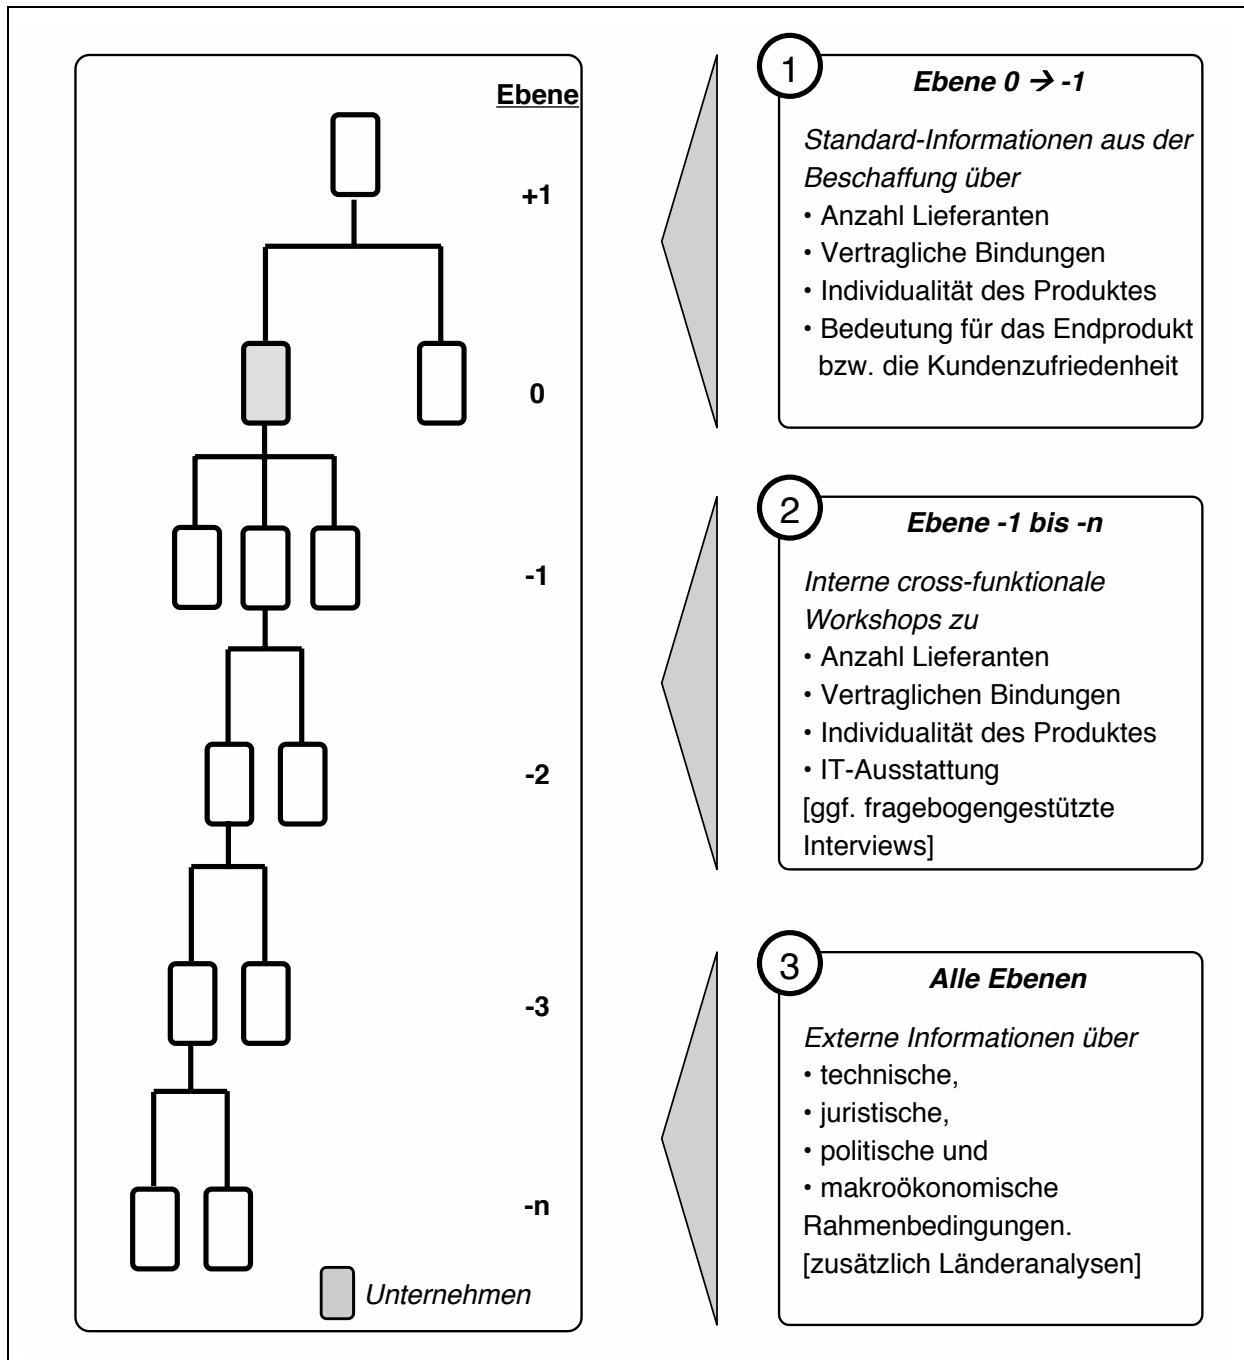 Ebene
+1
0
-1
-2
-3
-n
Unternehmen
1
Ebene 0 → -1
Standard-Informationen aus der
Beschaffung über
• Anzahl Lieferanten
• Vertragliche Bindungen
• Individualität des Produktes
• Bedeutung für das Endprodukt
bzw. die Kundenzufriedenheit
2
Ebene -1 bis -n
Interne cross-funktionale
Workshops zu
• Anzahl Lieferanten
• Vertraglichen Bindungen
• Individualität des Produktes
• IT-Ausstattung
[ggf. fragebogengestützte
Interviews]
3
Alle Ebenen
Externe Informationen über
• technische,
• juristische,
• politische und
• makroökonomische
Rahmenbedingungen.
[zusätzlich Länderanalysen]